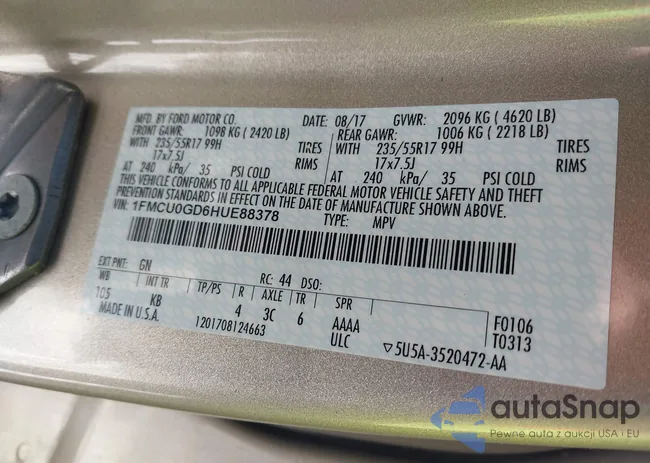 MFD. BY FORD MOTOR CO. DATE: 08/17 GVWR: 2096 KG ( 4620 LB)
FRONT GAWR: 1098 KG ( 2420 LB) REAR GAWR: 1006 KG ( 2218 LB)
WITH 235/55R17 99H TIRES WITH 235/55R17 99H TIRES
17x7.5J RIMS 17x7.5J RIMS
AT 240 kPa/ 35 PSI COLD AT 240 kPa/ 35 PSI COLD
THIS VEHICLE CONFORMS TO ALL APPLICABLE FEDERAL MOTOR VEHICLE SAFETY AND THEFT
PREVENTION STANDARDS IN EFFECT ON THE DATE OF MANUFACTURE SHOWN ABOVE.
VIN: 1FMCU0GD6HUE88378
TYPE: MPV
EXT PNT: GN RC: 44 DSO:
WB INT TR TP/PS R AXLE TR SPR
105 KB 4 3C 6 AAAA F0106
MADE IN U.S.A. 1201708124663 ULC ▽5U5A-3520472-AA T0313
autaSnap
Pewne auta z aukcji USA i EU